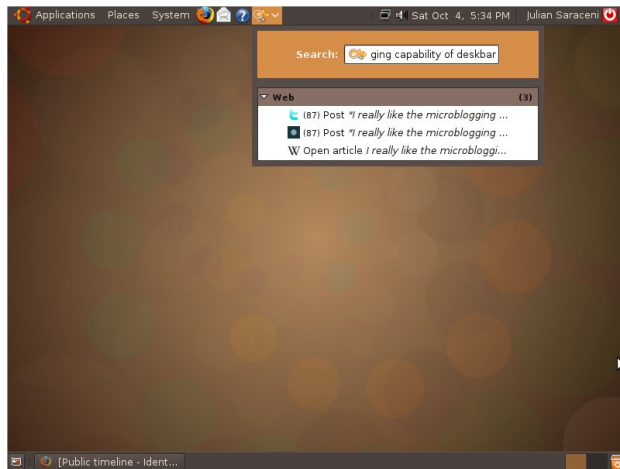 Applications Places System Sat Oct 4, 5:34 PM Julian Saraceni
Search: ging capability of deskbar
Web (3)
(87) Post "I really like the microblogging ...
(87) Post "I really like the microblogging ...
W Open article I really like the microbloggi...
[Public timeline - Ident...